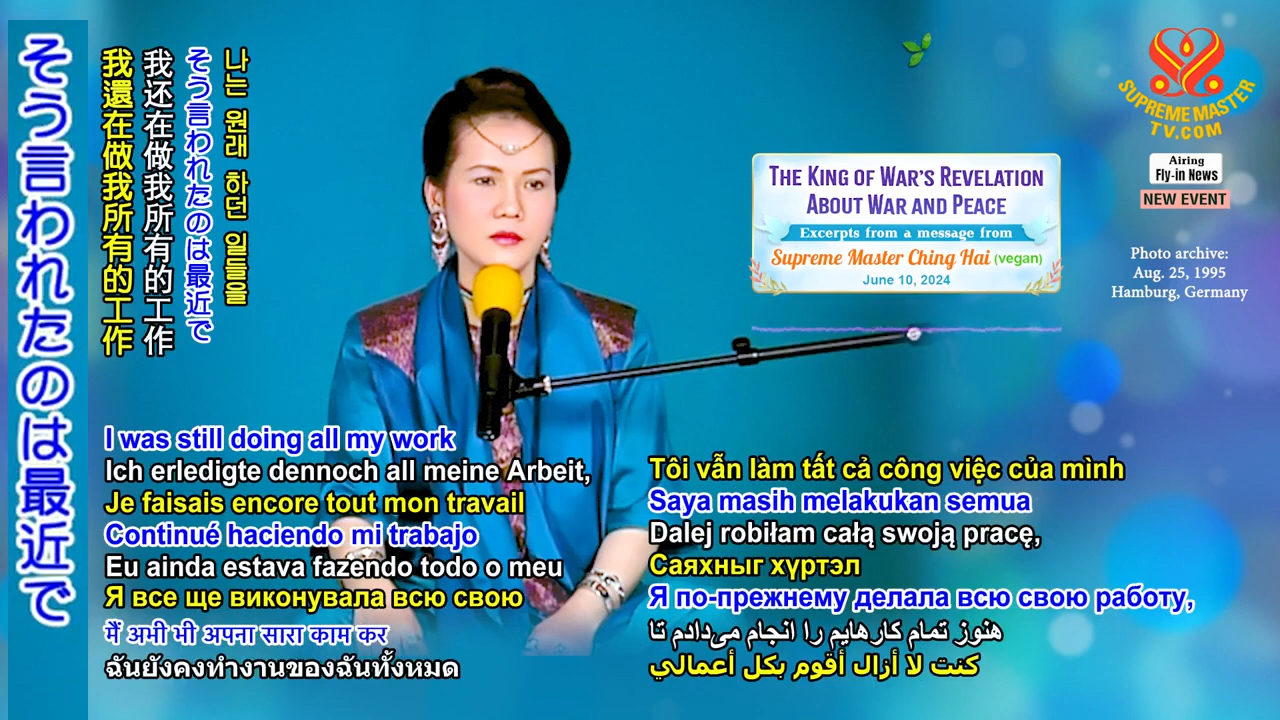 そう言われたのは最近で
我還在做我所有的工作
我还在做我所有的工作
そう言われたのは最近で
나는 원래 하던 일들을
SUPREME MASTER
TV.COM
Airing
Fly-in News
NEW EVENT
THE KING OF WAR'S REVELATION
ABOUT WAR AND PEACE
Excerpts from a message from
Supreme Master Ching Hai (vegan)
June 10, 2024
Photo archive:
Aug. 25, 1995
Hamburg, Germany
I was still doing all my work
Ich erledigte dennoch all meine Arbeit,
Je faisais encore tout mon travail
Continué haciendo mi trabajo
Eu ainda estava fazendo todo o meu
Я все ще виконувала всю свою
मैं अभी भी अपना सारा काम कर
ฉันยังคงทำงานของฉันทั้งหมด
Tôi vẫn làm tất cả công việc của mình
Saya masih melakukan semua
Dalej robiłam całą swoją pracę,
Саяхныг хүртэл
Я по-прежнему делала всю свою работу,
هنوز تمام کارهایم را انجام می‌دادم تا
كنت لا أزال أقوم بكل أعمالي